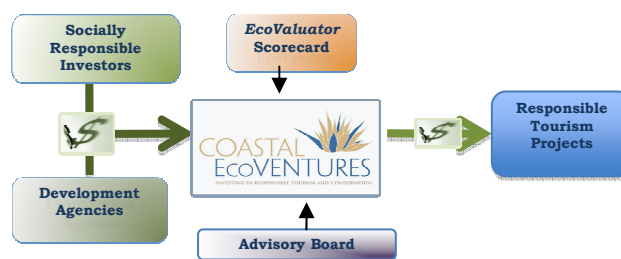 Socially
Responsible
Investors
EcoValuator
Scorecard
$
COASTAL
ECOVENTURES
INVESTING IN RESPONSIBLE TOURISM AND CONSERVATION
$
Responsible
Tourism
Projects
Development
Agencies
Advisory Board